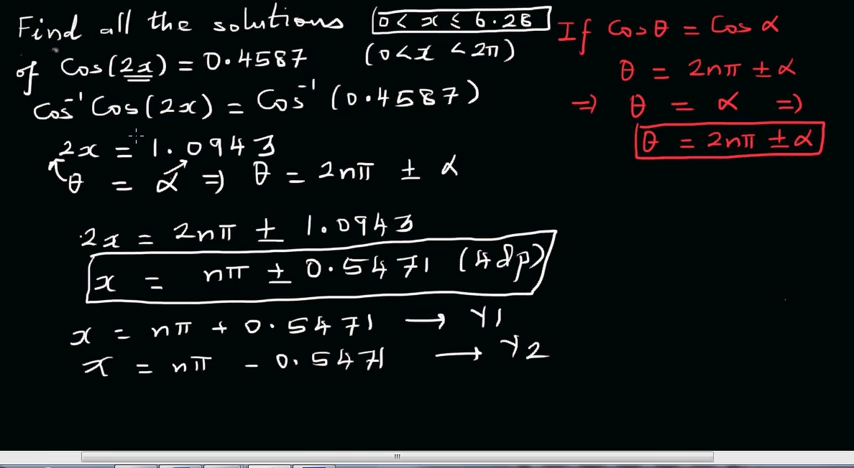 Find all the solutions 0 < x ≤ 6.28
of Cos(2x) = 0.4587 (0 < x < 2π)
Cos⁻¹ Cos(2x) = Cos⁻¹ (0.4587)
2x = 1.0943
θ = α ⇒ θ = 2nπ ± α
2x = 2nπ ± 1.0943
x = nπ ± 0.5471 (4dp)
x = nπ + 0.5471 → Y1
x = nπ - 0.5471 → Y2
If Cosθ = Cosα
θ = 2nπ ± α
⇒ θ = α ⇒
θ = 2nπ ± α